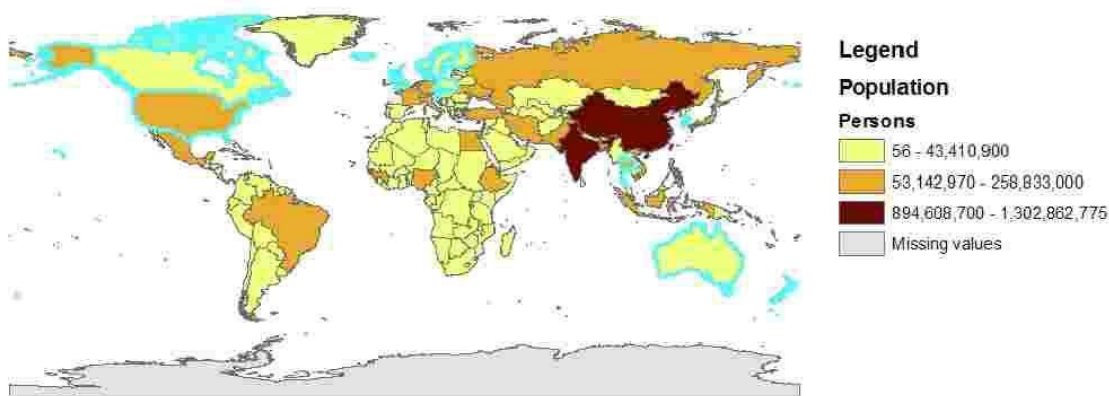 Legend
Population
Persons
56 - 43,410,900
53,142,970 - 258,833,000
894,608,700 - 1,302,862,775
Missing values